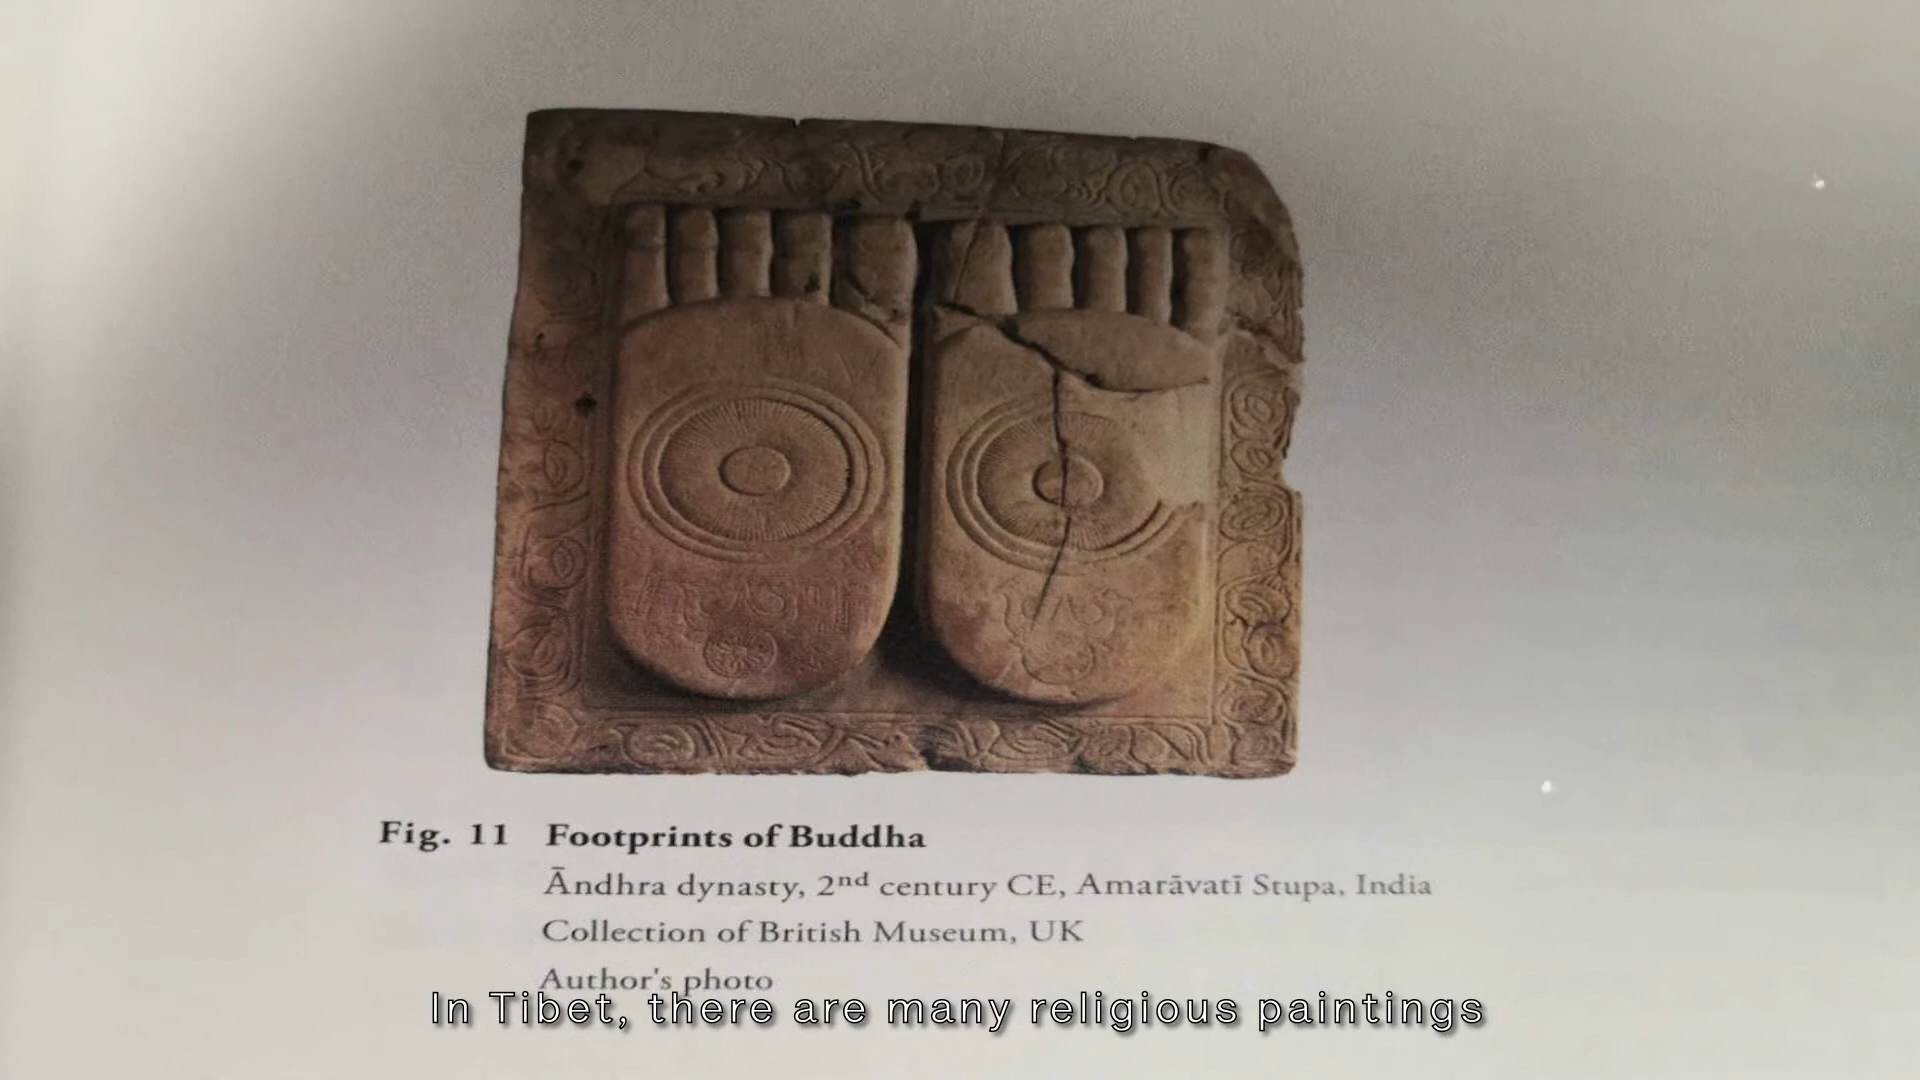 Fig. 11 Footprints of Buddha
Āndhra dynasty, 2nd century CE, Amarāvatī Stupa, India
Collection of British Museum, UK
Author's photo
In Tibet, there are many religious paintings